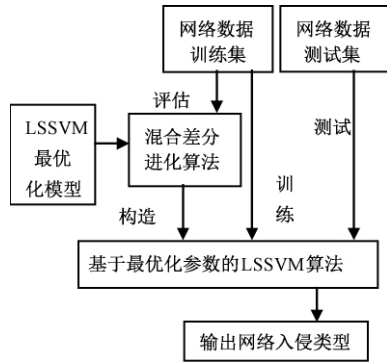 网络数据
训练集
网络数据
测试集
评估
LSSVM
最优
化模型
混合差分
进化算法
测试
构造
训
练
基于最优化参数的LSSVM算法
输出网络入侵类型